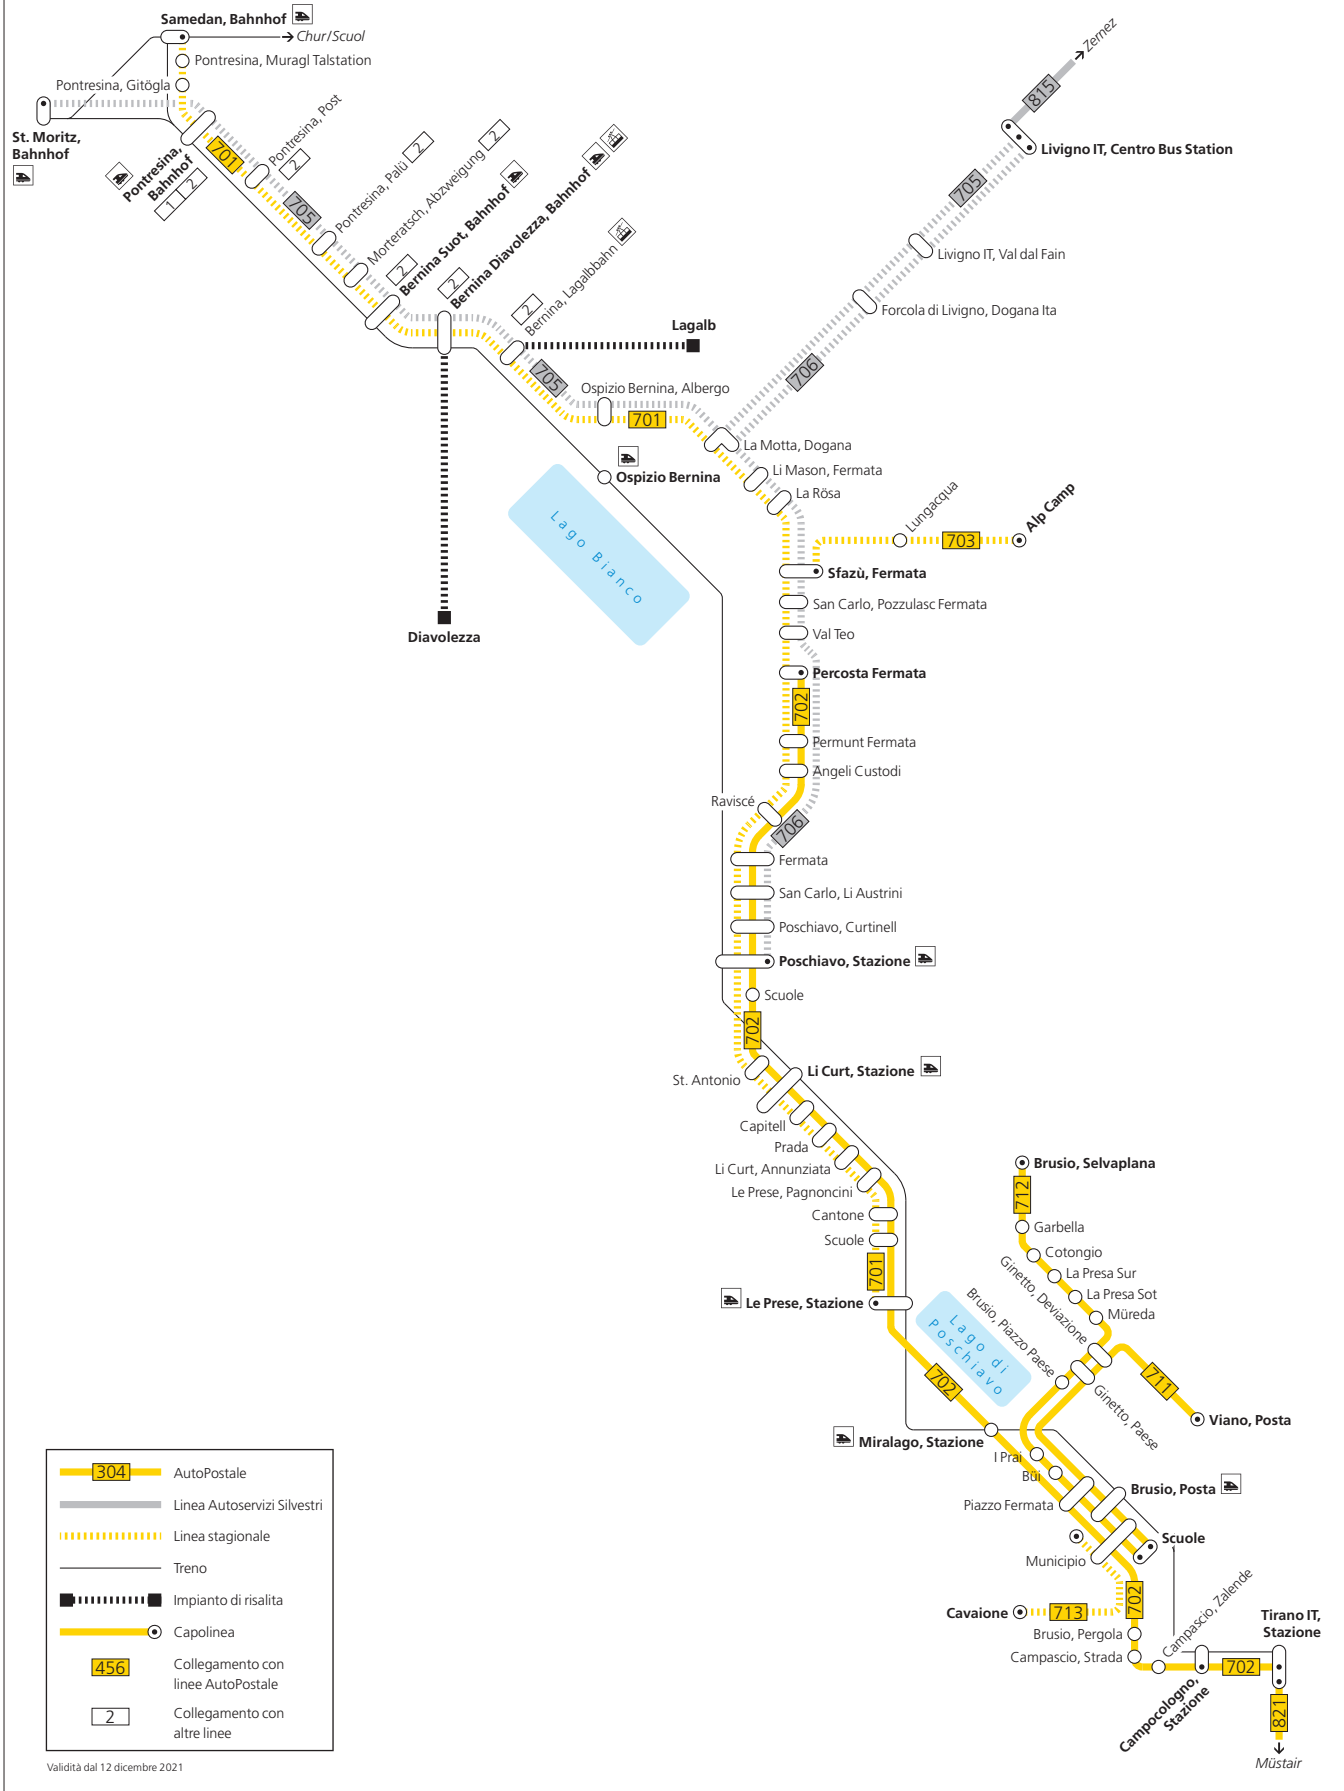 Samedan, Bahnhof
Chur/Scuol
Pontresina, Muragl Talstation
Pontresina, Gitögla
St. Moritz,
Bahnhof
Pontresina,
Bahnhof
1
2
701
Pontresina, Post
2
705
Pontresina, Palü
2
Morteratsch, Abzweigung
2
Bernina Suot, Bahnhof
2
Bernina Diavolezza, Bahnhof
2
Bernina, Lagalbbahn
2
Lagalb
705
Ospizio Bernina, Albergo
701
Zernez
815
Livigno IT, Centro Bus Station
705
Livigno IT, Val dal Fain
Forcola di Livigno, Dogana Ita
706
La Motta, Dogana
Li Mason, Fermata
La Rösa
Ospizio Bernina
Lago Bianco
Diavolezza
Lungacqua
703
Alp Camp
Sfazù, Fermata
San Carlo, Pozzulasc Fermata
Val Teo
Percosta Fermata
702
Permunt Fermata
Angeli Custodi
Raviscé
706
Fermata
San Carlo, Li Austrini
Poschiavo, Curtinell
Poschiavo, Stazione
Scuole
702
St. Antonio
Li Curt, Stazione
Capitell
Prada
Li Curt, Annunziata
Le Prese, Pagnoncini
Cantone
Scuole
701
Le Prese, Stazione
Lago di
Poschiavo
702
Miralago, Stazione
Brusio, Selvaplana
712
Garbella
Cotongio
La Presa Sur
La Presa Sot
Müreda
Ginetto, Deviazione
Brusio, Piazzo Paese
Ginetto, Paese
711
Viano, Posta
I Prai
Büi
Piazzo Fermata
Brusio, Posta
Scuole
Municipio
Cavaione
713
702
Brusio, Pergola
Campascio, Strada
Campascio, Zalende
Campocologno,
Stazione
702
Tirano IT,
Stazione
821
Müstair
304
AutoPostale
Linea Autoservizi Silvestri
Linea stagionale
Treno
Impianto di risalita
Capolinea
456
Collegamento con
linee AutoPostale
2
Collegamento con
altre linee
Validità dal 12 dicembre 2021